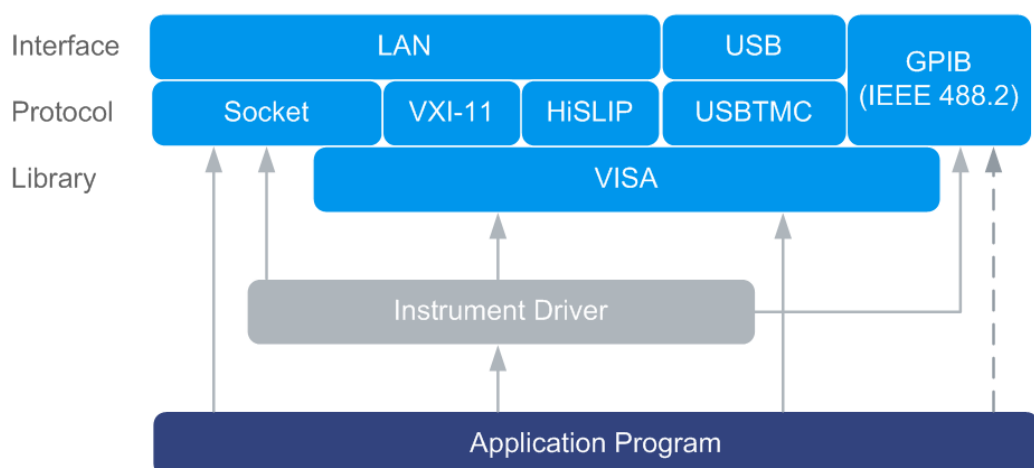 Interface
LAN
USB
GPIB
(IEEE 488.2)
Protocol
Socket
VXI-11
HiSLIP
USBTMC
Library
VISA
Instrument Driver
Application Program